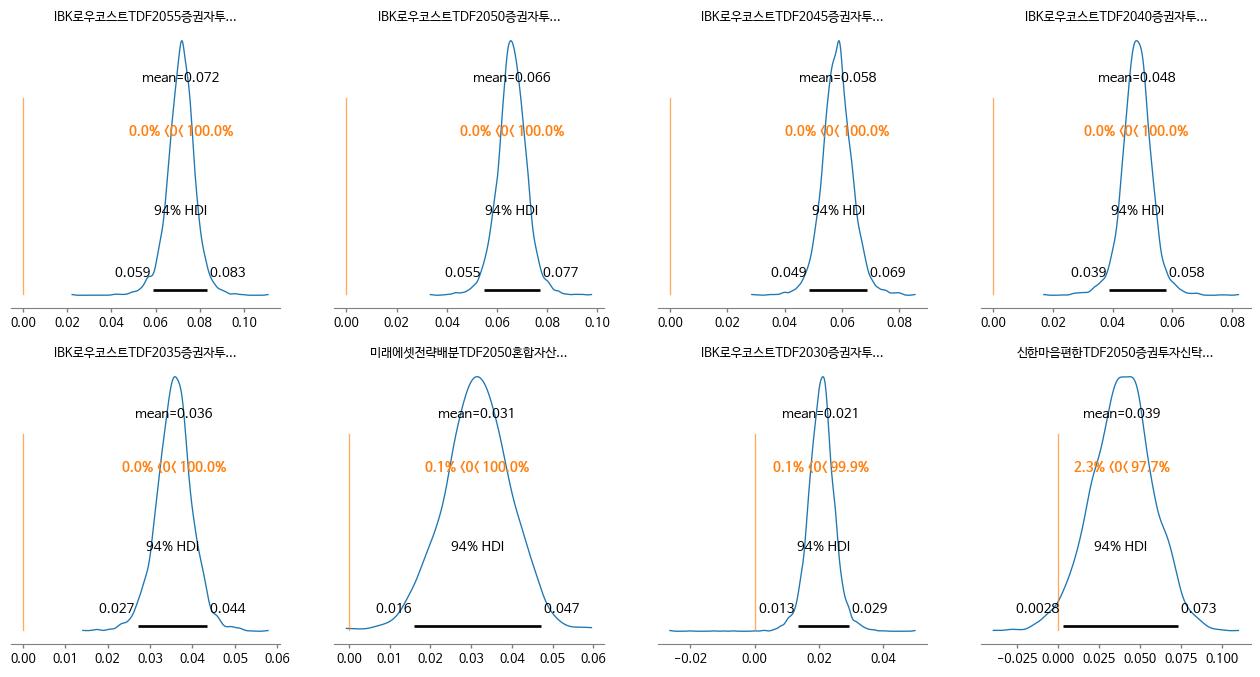 IBK로우코스트TDF2055증권자투...
mean=0.072
0.0% <0< 100.0%
94% HDI
0.059
0.083
0.00 0.02 0.04 0.06 0.08 0.10
IBK로우코스트TDF2050증권자투...
mean=0.066
0.0% <0< 100.0%
94% HDI
0.055
0.077
0.00 0.02 0.04 0.06 0.08 0.10
IBK로우코스트TDF2045증권자투...
mean=0.058
0.0% <0< 100.0%
94% HDI
0.049
0.069
0.00 0.02 0.04 0.06 0.08
IBK로우코스트TDF2040증권자투...
mean=0.048
0.0% <0< 100.0%
94% HDI
0.039
0.058
0.00 0.02 0.04 0.06 0.08
IBK로우코스트TDF2035증권자투...
mean=0.036
0.0% <0< 100.0%
94% HDI
0.027
0.044
0.00 0.01 0.02 0.03 0.04 0.05 0.06
미래에셋전략배분TDF2050혼합자산...
mean=0.031
0.1% <0< 100.0%
94% HDI
0.016
0.047
0.00 0.01 0.02 0.03 0.04 0.05 0.06
IBK로우코스트TDF2030증권자투...
mean=0.021
0.1% <0< 99.9%
94% HDI
0.013
0.029
−0.02 0.00 0.02 0.04
신한마음편한TDF2050증권투자신탁...
mean=0.039
2.3% <0< 97.7%
94% HDI
0.0028
0.073
−0.025 0.000 0.025 0.050 0.075 0.100